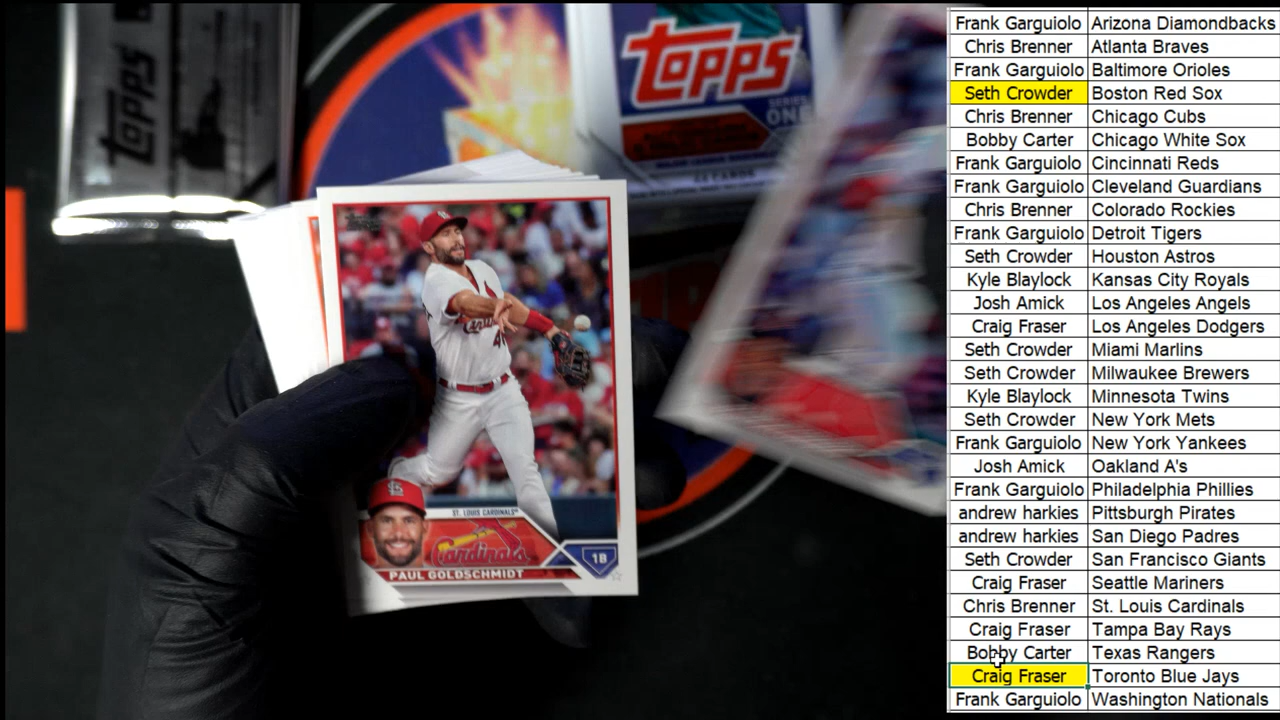 TOPPS
TOPPS
SERIES
ONE
Cardinals
ST. LOUIS CARDINALS
Cardinals
1B
PAUL GOLDSCHMIDT
Frank Garguiolo Arizona Diamondbacks
Chris Brenner Atlanta Braves
Frank Garguiolo Baltimore Orioles
Seth Crowder Boston Red Sox
Chris Brenner Chicago Cubs
Bobby Carter Chicago White Sox
Frank Garguiolo Cincinnati Reds
Frank Garguiolo Cleveland Guardians
Chris Brenner Colorado Rockies
Frank Garguiolo Detroit Tigers
Seth Crowder Houston Astros
Kyle Blaylock Kansas City Royals
Josh Amick Los Angeles Angels
Craig Fraser Los Angeles Dodgers
Seth Crowder Miami Marlins
Seth Crowder Milwaukee Brewers
Kyle Blaylock Minnesota Twins
Seth Crowder New York Mets
Frank Garguiolo New York Yankees
Josh Amick Oakland A's
Frank Garguiolo Philadelphia Phillies
andrew harkies Pittsburgh Pirates
andrew harkies San Diego Padres
Seth Crowder San Francisco Giants
Craig Fraser Seattle Mariners
Chris Brenner St. Louis Cardinals
Craig Fraser Tampa Bay Rays
Bobby Carter Texas Rangers
Craig Fraser Toronto Blue Jays
Frank Garguiolo Washington Nationals